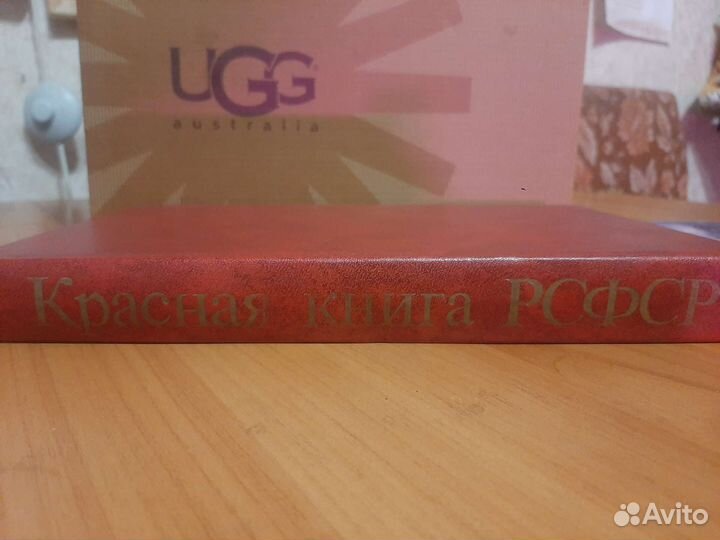 UGG
australia
Красная книга РСФСР
Avito